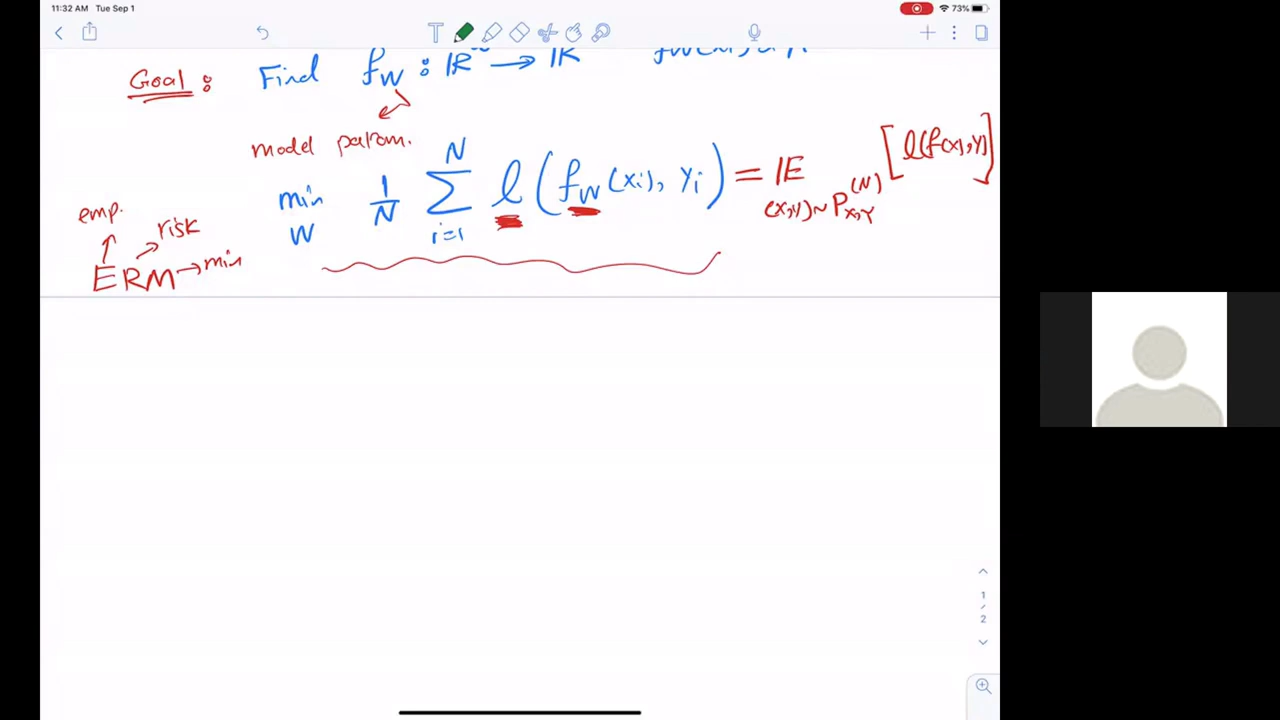 11:32 AM Tue Sep 1 73%
Goal : Find f_W : ℝ → ℝ
model param.
min W 1/N ∑_{i=1}^{N} l ( f_W (x_i), y_i ) = 𝔼_{(x,y)~P_{x,Y}^{(N)}} [ l(f(x),y) ]
emp.
risk
ERM → min
1
/
2